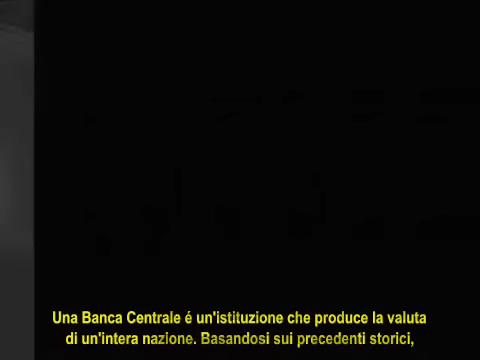 Una Banca Centrale é un'istituzione che produce la valuta
di un'intera nazione. Basandosi sui precedenti storici,